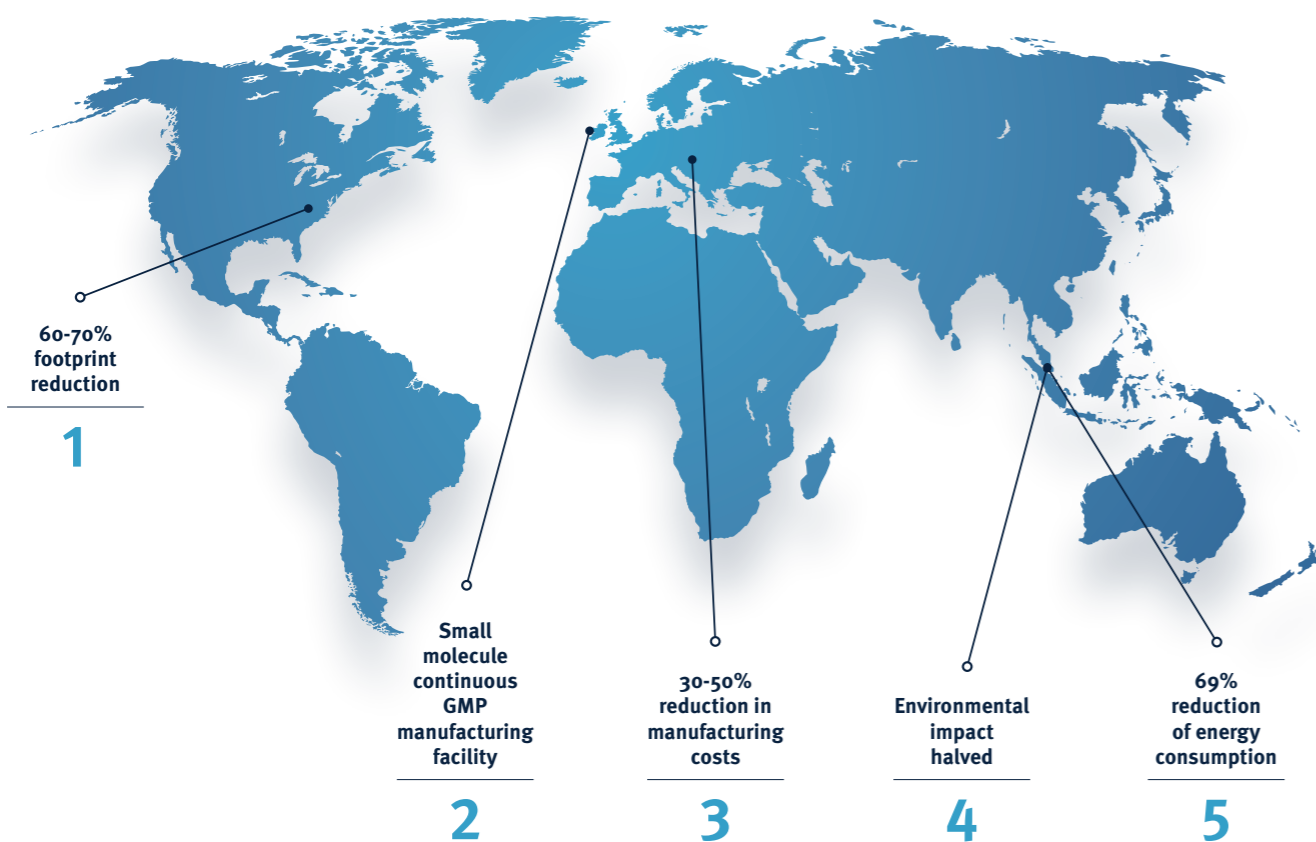 60-70%
footprint
reduction
1
Small
molecule
continuous
GMP
manufacturing
facility
2
30-50%
reduction in
manufacturing
costs
3
Environmental
impact
halved
4
69%
reduction
of energy
consumption
5